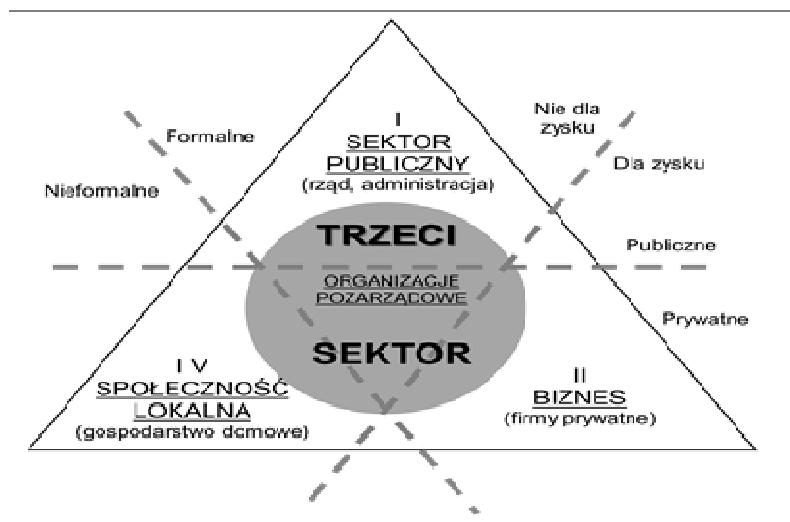 I
SEKTOR
PUBLICZNY
(rząd, administracja)
Formalne
Nieformalne
Nie dla
zysku
Dla zysku
Publiczne
Prywatne
TRZECI
ORGANIZACJE
POZARZĄDOWE
SEKTOR
I V
SPOŁECZNOŚĆ
LOKALNA
(gospodarstwo domowe)
II
BIZNES
(firmy prywatne)